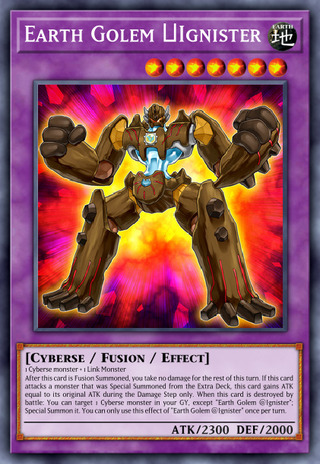 Earth Golem □Ignister
EARTH
地
[Cyberse / Fusion / Effect]
1 Cyberse monster + 1 Link Monster
After this card is Fusion Summoned, you take no damage for the rest of this turn. If this card
attacks a monster that was Special Summoned from the Extra Deck, this card gains ATK
equal to its original ATK during the Damage Step only. When this card is destroyed by
battle: You can target 1 Cyberse monster in your GY, except "Earth Golem @Ignister";
Special Summon it. You can only use this effect of "Earth Golem @Ignister" once per turn.
ATK/2300 DEF/2000